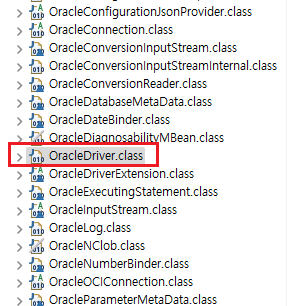 OracleConfigurationJsonProvider.class
OracleConnection.class
OracleConversionInputStream.class
OracleConversionInputStreamInternal.class
OracleConversionReader.class
OracleDatabaseMetaData.class
OracleDateBinder.class
OracleDiagnosabilityMBean.class
OracleDriver.class
OracleDriverExtension.class
OracleExecutingStatement.class
OracleInputStream.class
OracleLog.class
OracleNClob.class
OracleNumberBinder.class
OracleOCIConnection.class
OracleParameterMetaData.class